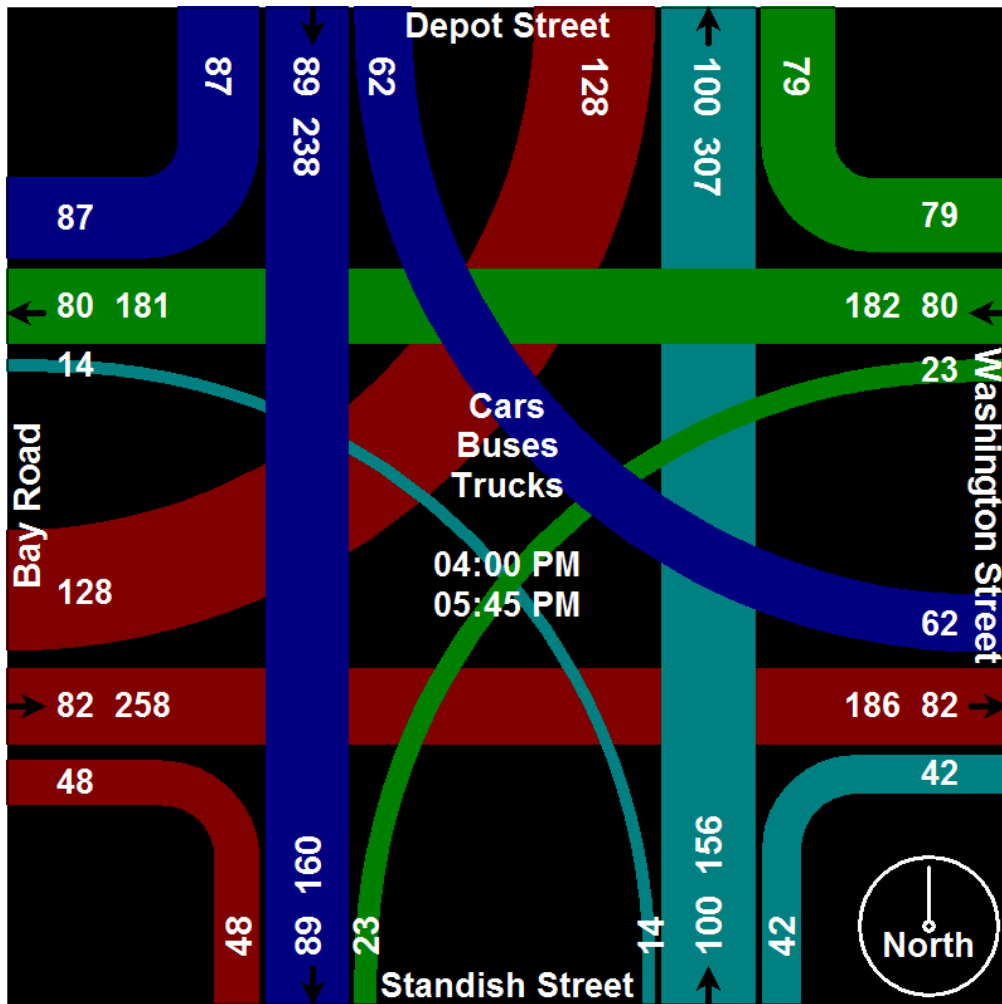 Depot Street
87
89 238
62
128
100 307
79
87
79
80 181
182 80
14
23
Bay Road
Washington Street
Cars
Buses
Trucks
04:00 PM
05:45 PM
128
62
82 258
186 82
48
42
48
89 160
23
14
100 156
42
North
Standish Street